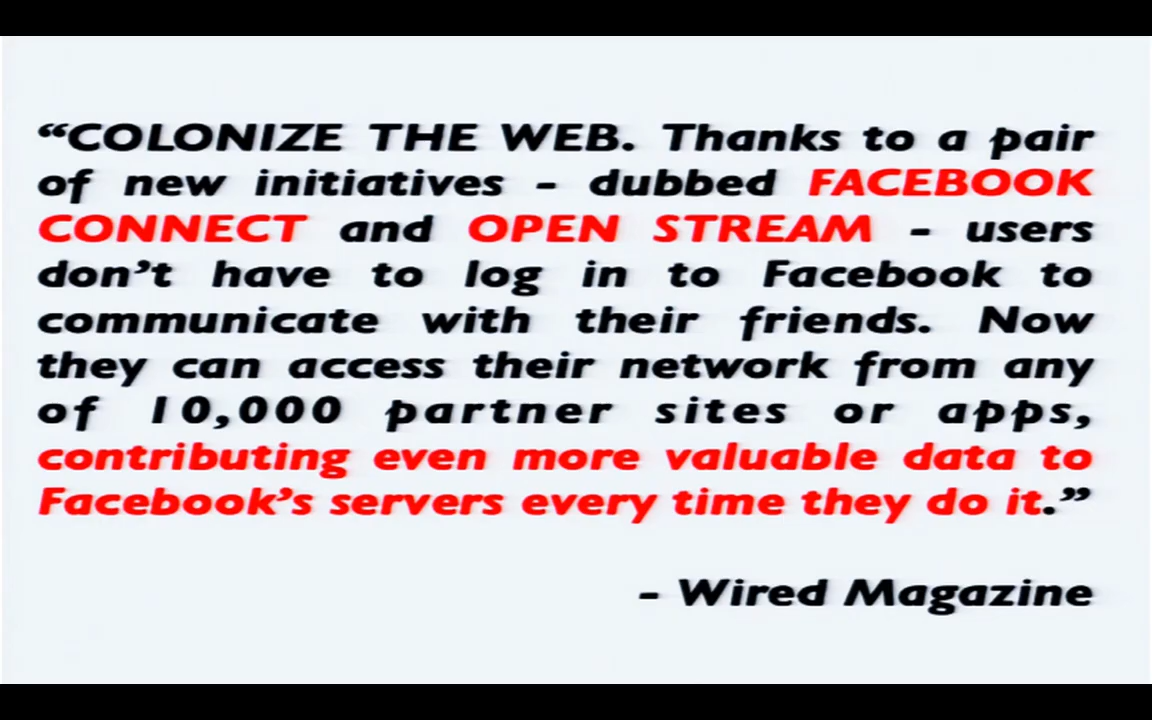 “COLONIZE THE WEB. Thanks to a pair
of new initiatives - dubbed FACEBOOK
CONNECT and OPEN STREAM - users
don’t have to log in to Facebook to
communicate with their friends. Now
they can access their network from any
of 10,000 partner sites or apps,
contributing even more valuable data to
Facebook’s servers every time they do it.”
- Wired Magazine